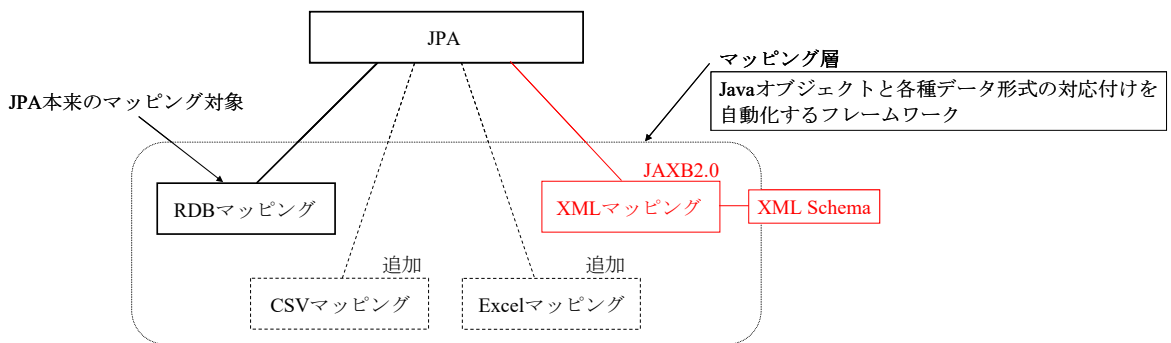 JPA
マッピング層
Javaオブジェクトと各種データ形式の対応付けを
自動化するフレームワーク
JPA本来のマッピング対象
JAXB2.0
RDBマッピング
XMLマッピング
XML Schema
追加
追加
CSVマッピング
Excelマッピング